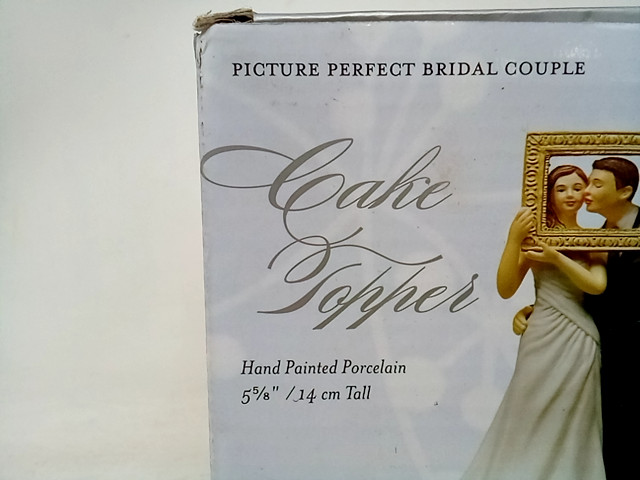 PICTURE PERFECT BRIDAL COUPLE
Cake
Topper
Hand Painted Porcelain
5⅝" / 14 cm Tall